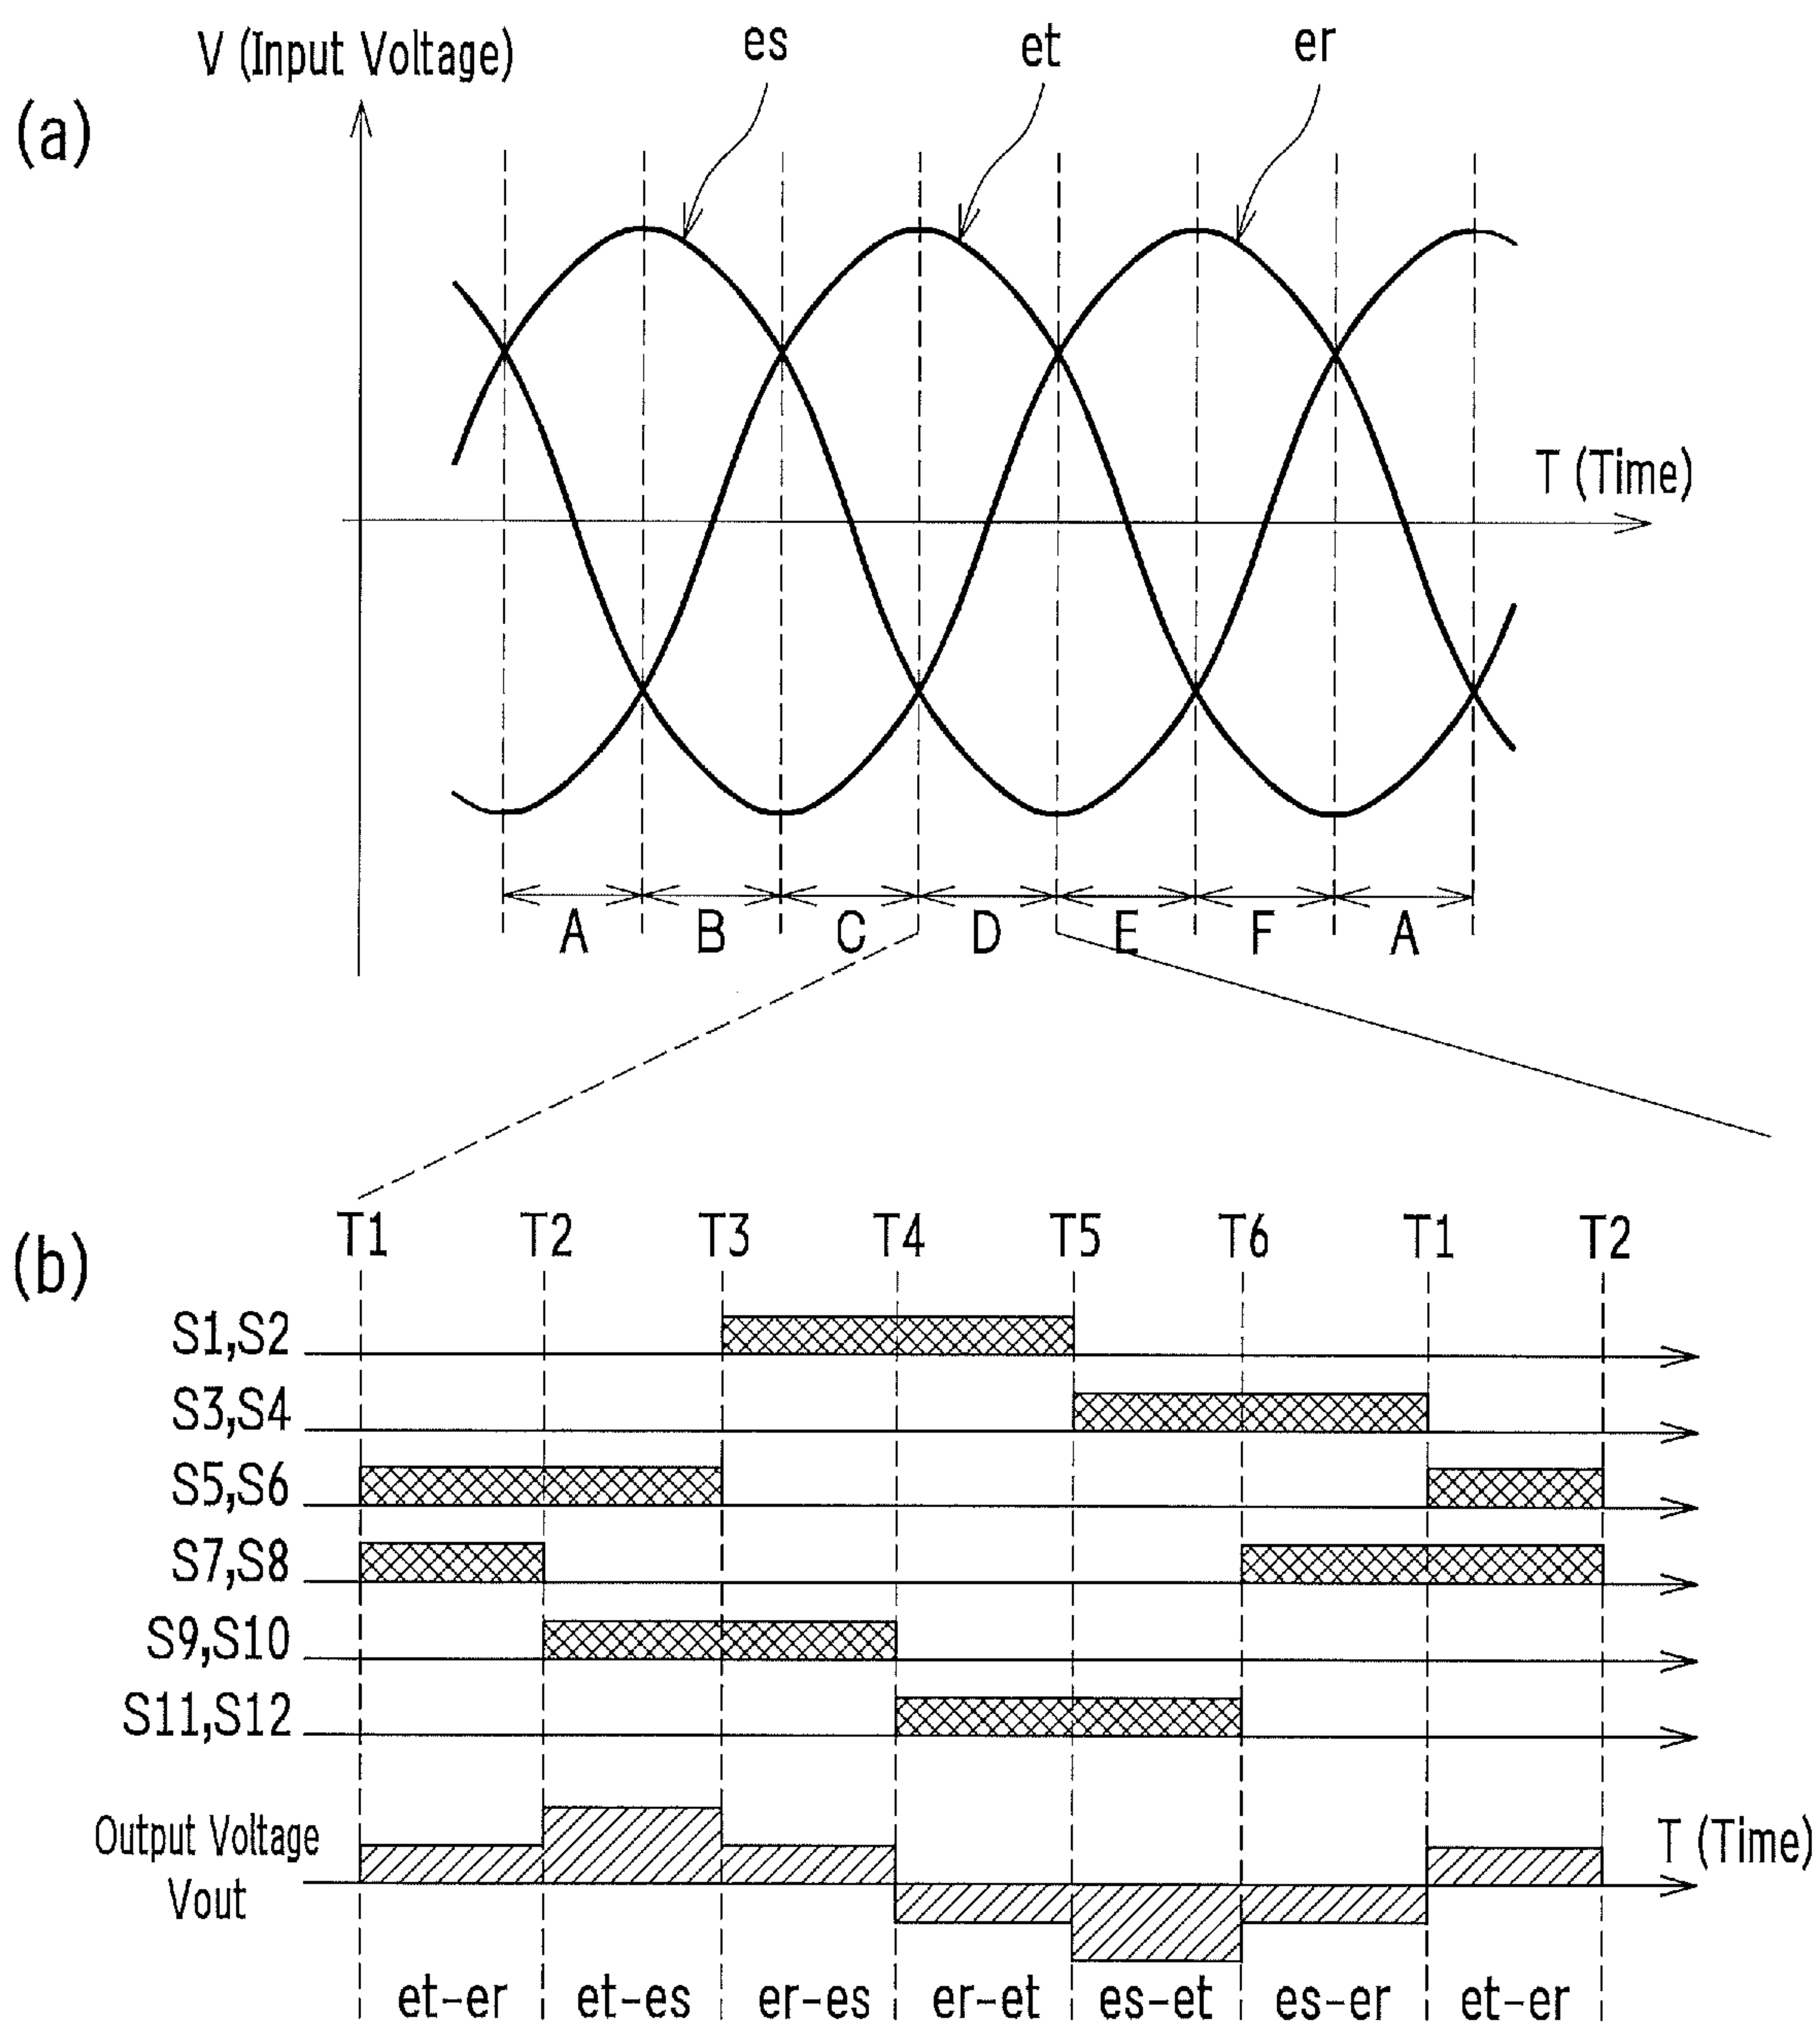 (a)
V (Input Voltage)
es
et
er
T (Time)
A
B
C
D
E
F
A
(b)
T1
T2
T3
T4
T5
T6
T1
T2
S1,S2
S3,S4
S5,S6
S7,S8
S9,S10
S11,S12
Output Voltage
Vout
T (Time)
et-er
et-es
er-es
er-et
es-et
es-er
et-er